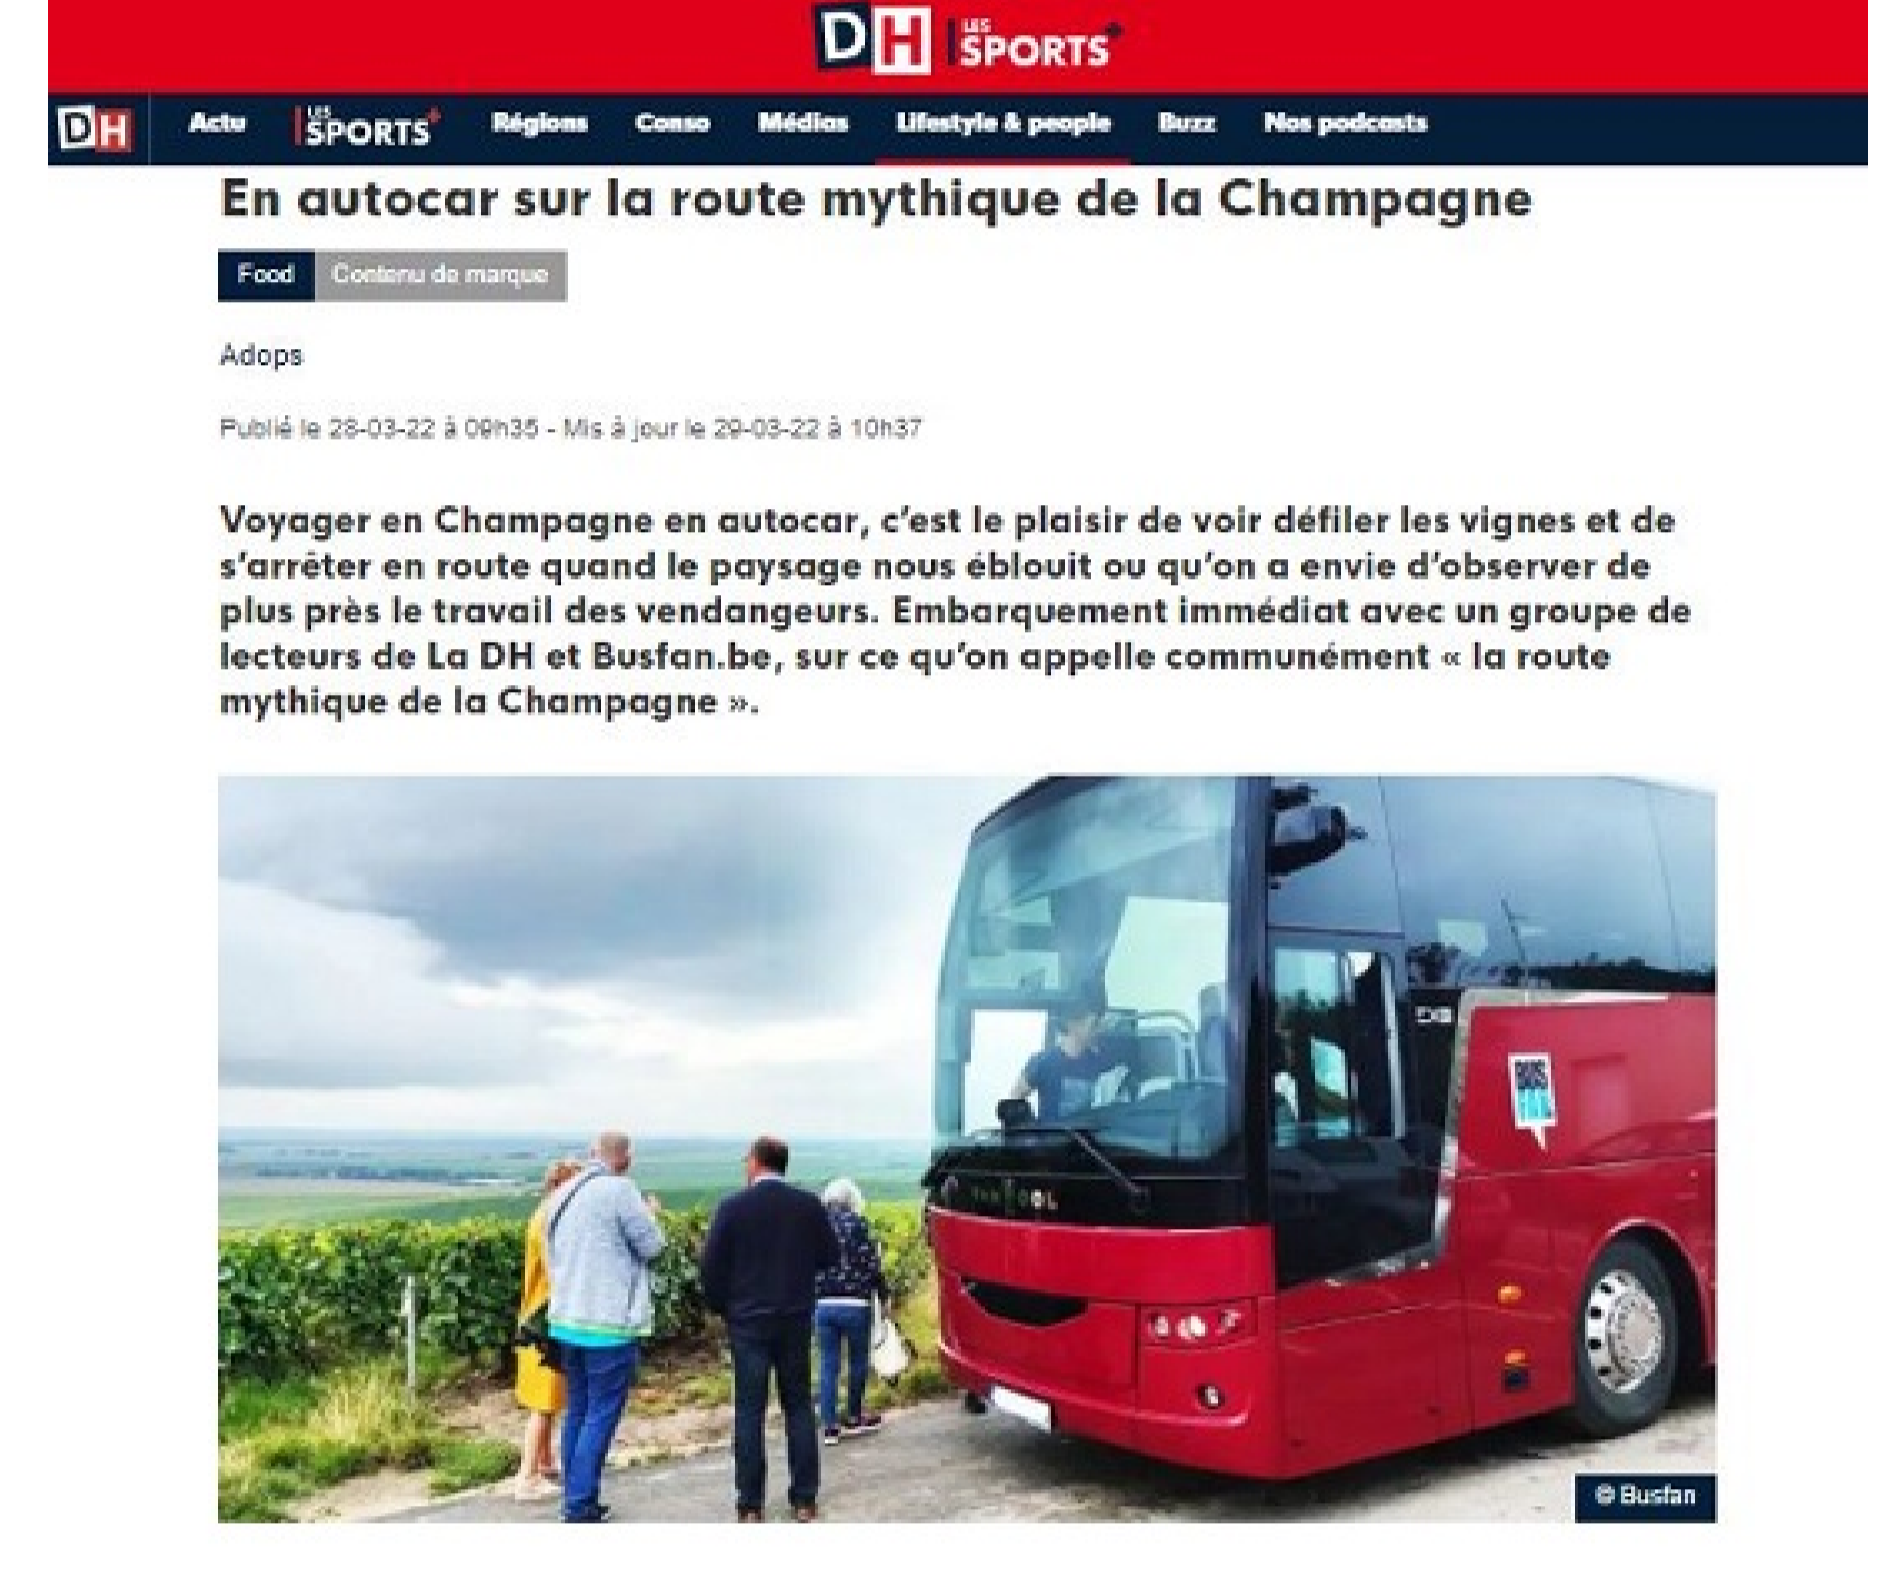 DH LES SPORTS+
DH Actu LES SPORTS+ Régions Conso Médias Lifestyle & people Buzz Nos podcasts
En autocar sur la route mythique de la Champagne
Food Contenu de marque
Adops
Publié le 28-03-22 à 09h35 - Mis à jour le 29-03-22 à 10h37
Voyager en Champagne en autocar, c’est le plaisir de voir défiler les vignes et de
s’arrêter en route quand le paysage nous éblouit ou qu’on a envie d’observer de
plus près le travail des vendangeurs. Embarquement immédiat avec un groupe de
lecteurs de La DH et Busfan.be, sur ce qu’on appelle communément « la route
mythique de la Champagne ».
BUS
FAN
© Busfan